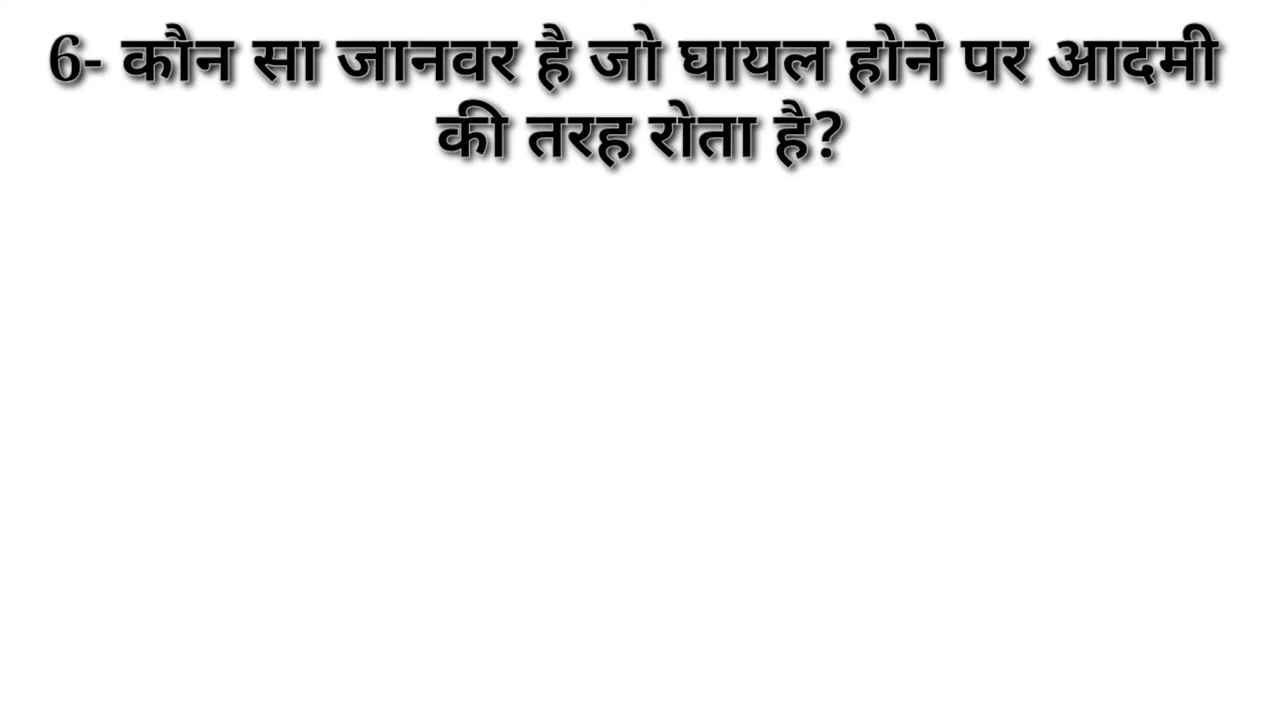 6- कौन सा जानवर है जो घायल होने पर आदमी
की तरह रोता है?